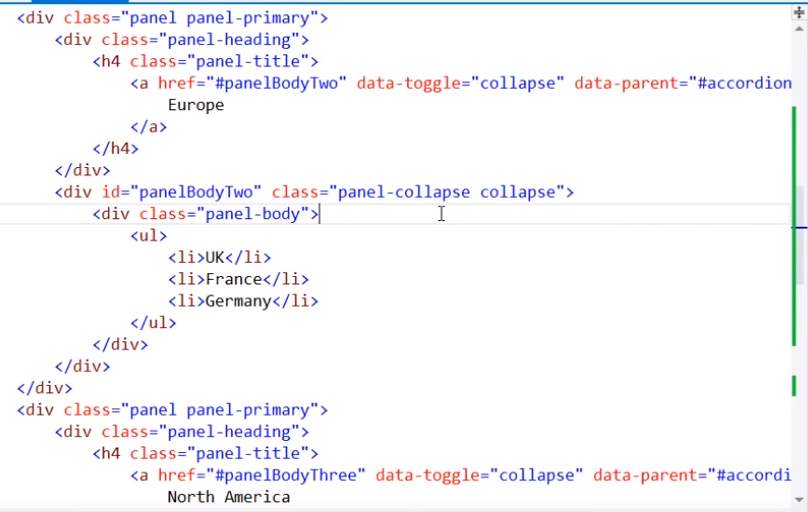 <div class="panel panel-primary">
<div class="panel-heading">
<h4 class="panel-title">
<a href="#panelBodyTwo" data-toggle="collapse" data-parent="#accordion
Europe
</a>
</h4>
</div>
<div id="panelBodyTwo" class="panel-collapse collapse">
<div class="panel-body">
<ul>
<li>UK</li>
<li>France</li>
<li>Germany</li>
</ul>
</div>
</div>
</div>
<div class="panel panel-primary">
<div class="panel-heading">
<h4 class="panel-title">
<a href="#panelBodyThree" data-toggle="collapse" data-parent="#accordi
North America